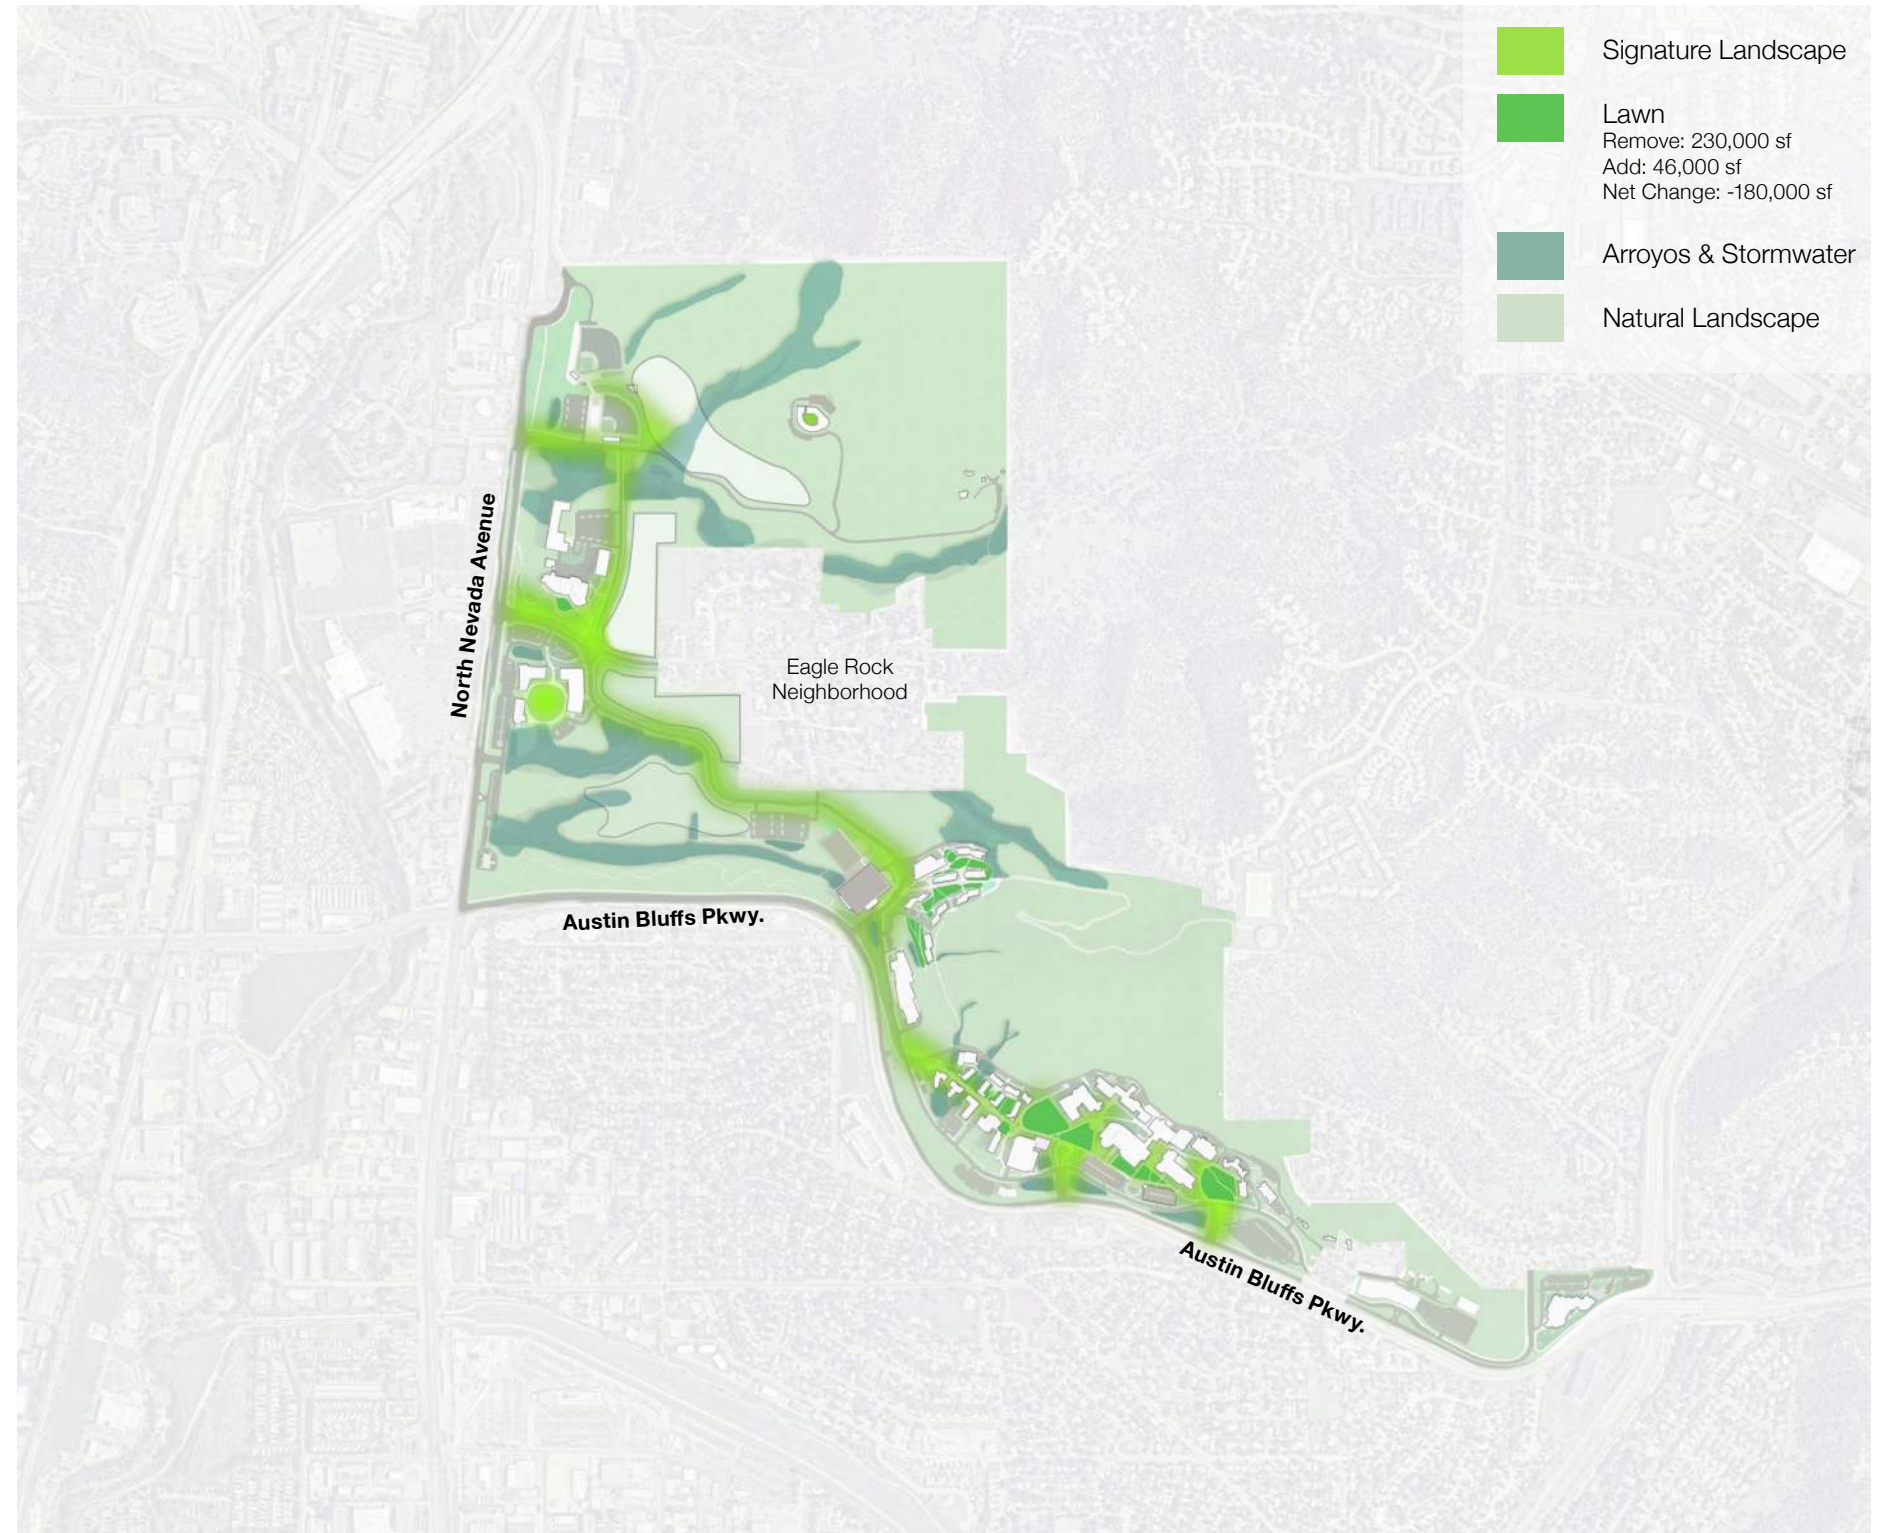 Signature Landscape
Lawn
Remove: 230,000 sf
Add: 46,000 sf
Net Change: -180,000 sf
Arroyos & Stormwater
Natural Landscape
North Nevada Avenue
Eagle Rock
Neighborhood
Austin Bluffs Pkwy.
Austin Bluffs Pkwy.